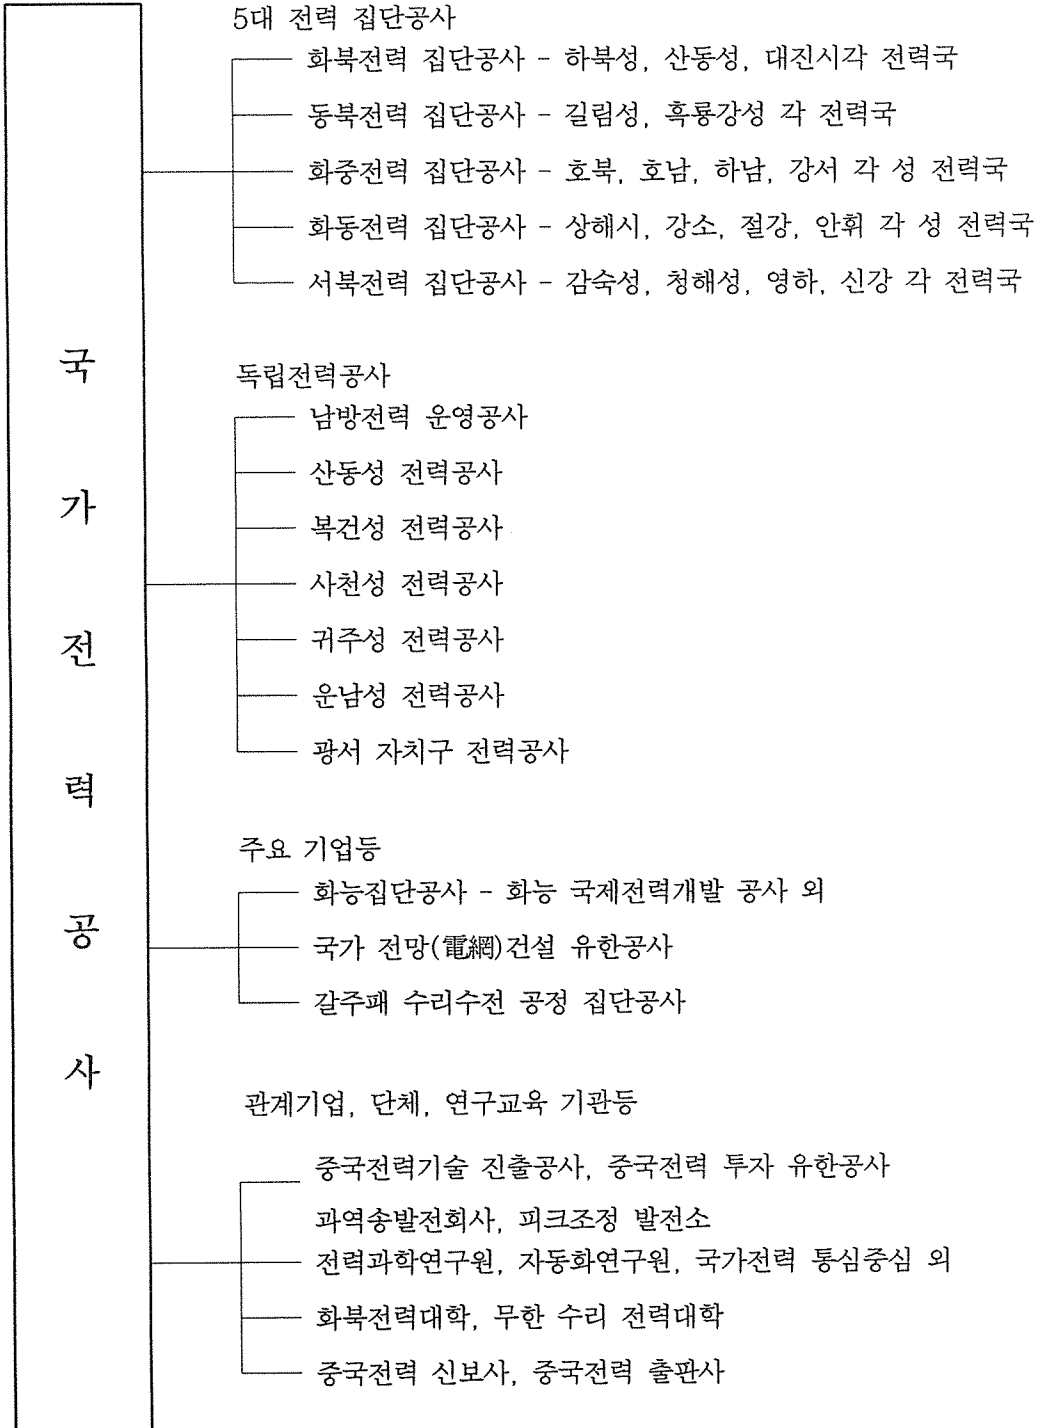 국가전력공사
5대 전력 집단공사
화북전력 집단공사 - 하북성, 산동성, 대진시각 전력국
동북전력 집단공사 - 길림성, 흑룡강성 각 전력국
화중전력 집단공사 - 호북, 호남, 하남, 강서 각 성 전력국
화동전력 집단공사 - 상해시, 강소, 절강, 안휘 각 성 전력국
서북전력 집단공사 - 감숙성, 청해성, 영하, 신강 각 전력국
독립전력공사
남방전력 운영공사
산동성 전력공사
복건성 전력공사
사천성 전력공사
귀주성 전력공사
운남성 전력공사
광서 자치구 전력공사
주요 기업등
화능집단공사 - 화능 국제전력개발 공사 외
국가 전망(電網)건설 유한공사
갈주패 수리수전 공정 집단공사
관계기업, 단체, 연구교육 기관등
중국전력기술 진출공사, 중국전력 투자 유한공사
과역송발전회사, 피크조정 발전소
전력과학연구원, 자동화연구원, 국가전력 통심중심 외
화북전력대학, 무한 수리 전력대학
중국전력 신보사, 중국전력 출판사